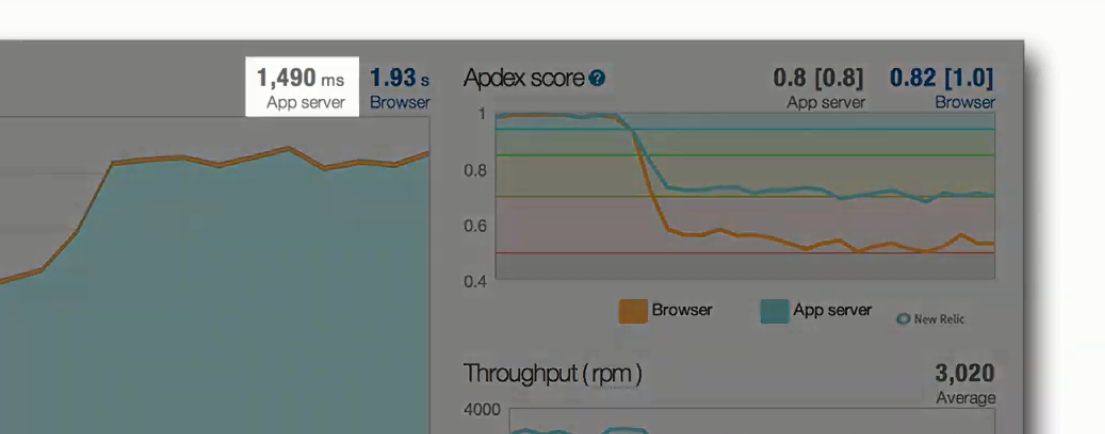 1,490 ms 1.93 s
App server Browser
Apdex score ? 0.8 [0.8] 0.82 [1.0]
App server Browser
1
0.8
0.6
0.4
Browser App server New Relic
Throughput ( rpm ) 3,020
Average
4000